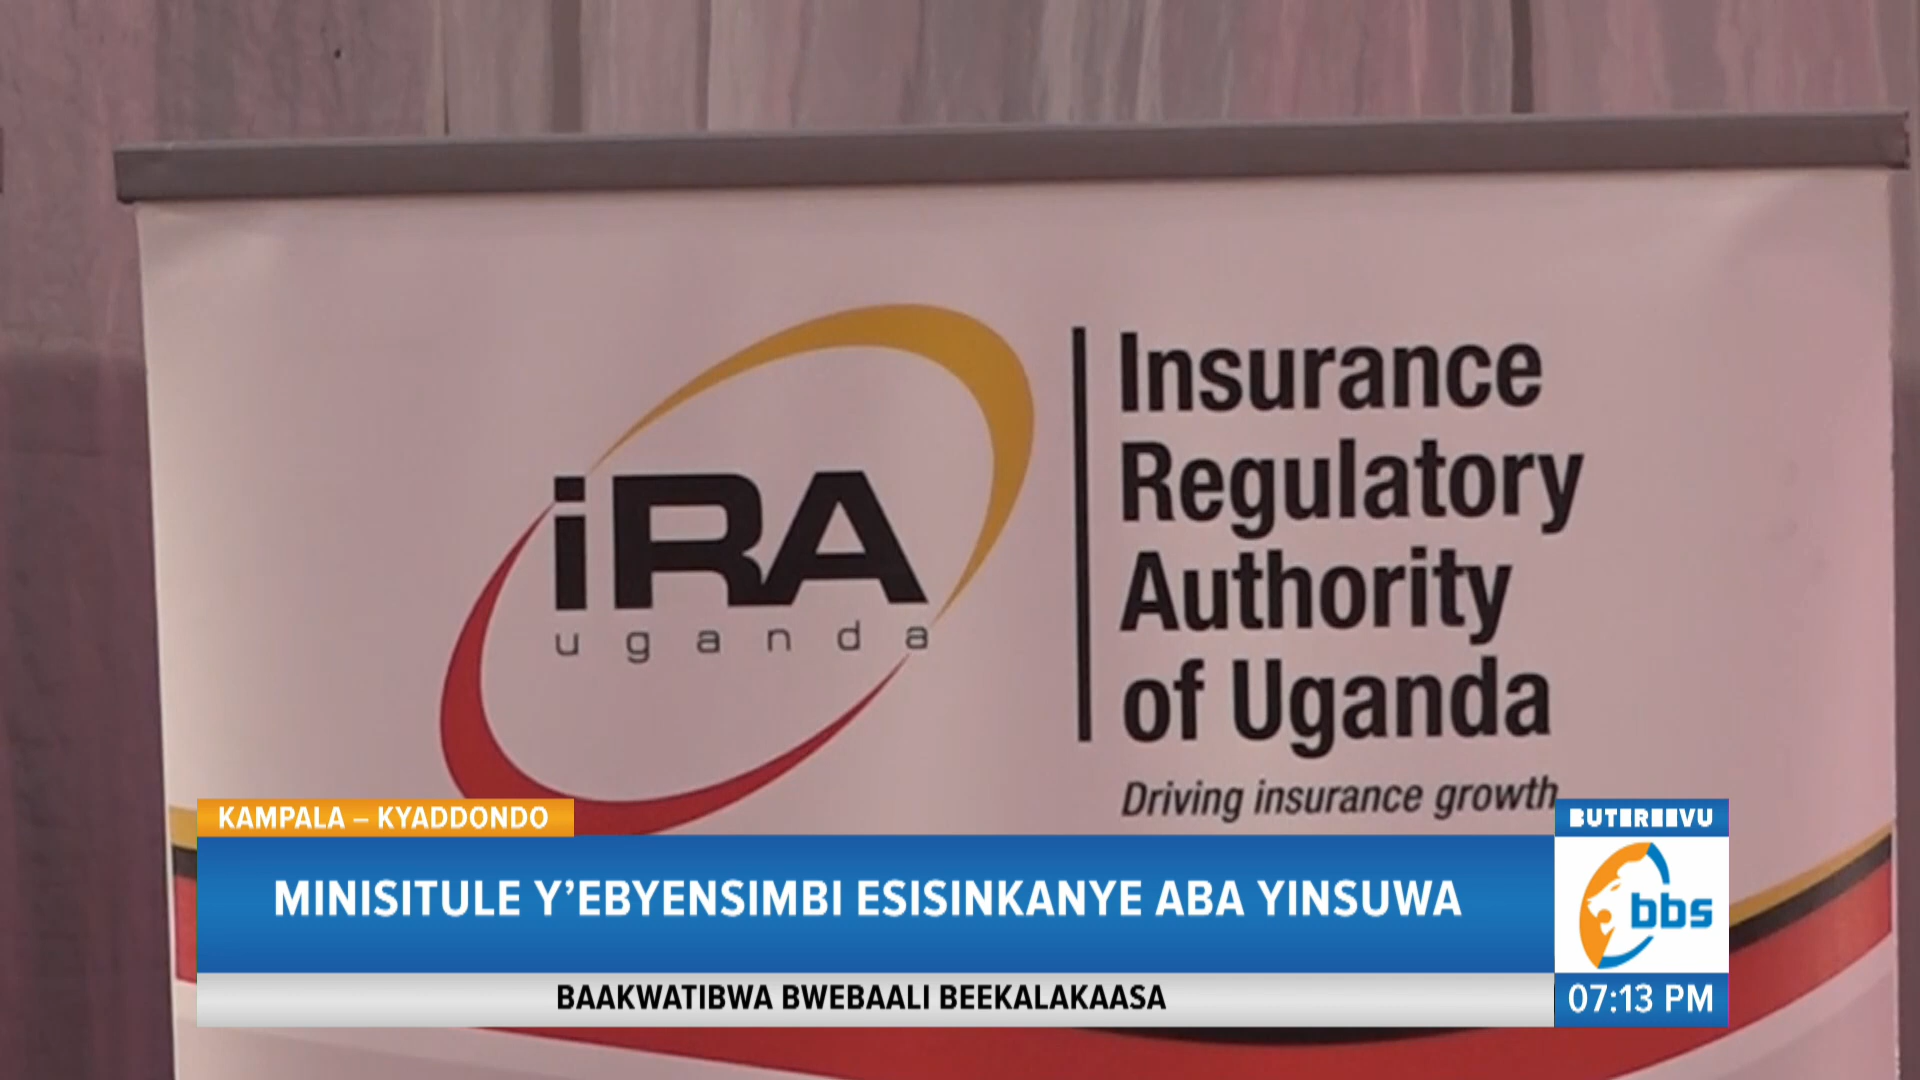 iRA
uganda
Insurance
Regulatory
Authority
of Uganda
Driving insurance growth
KAMPALA – KYADDONDO
MINISITULE Y’EBYENSIMBI ESISINKANYE ABA YINSUWA
BAAKWATIBWA BWEBAALI BEEKALAKAASA
BUTEREEVU
bbs
07:13 PM